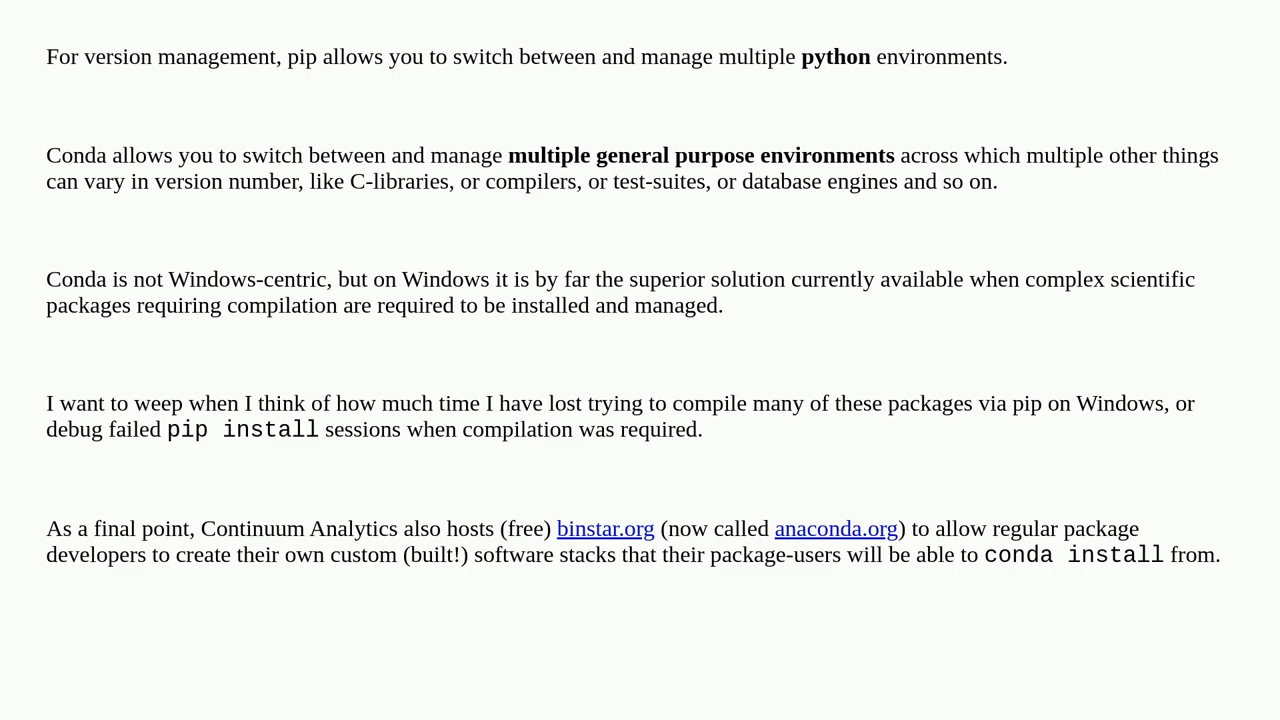 For version management, pip allows you to switch between and manage multiple python environments.
Conda allows you to switch between and manage multiple general purpose environments across which multiple other things
can vary in version number, like C-libraries, or compilers, or test-suites, or database engines and so on.
Conda is not Windows-centric, but on Windows it is by far the superior solution currently available when complex scientific
packages requiring compilation are required to be installed and managed.
I want to weep when I think of how much time I have lost trying to compile many of these packages via pip on Windows, or
debug failed pip install sessions when compilation was required.
As a final point, Continuum Analytics also hosts (free) binstar.org (now called anaconda.org) to allow regular package
developers to create their own custom (built!) software stacks that their package-users will be able to conda install from.